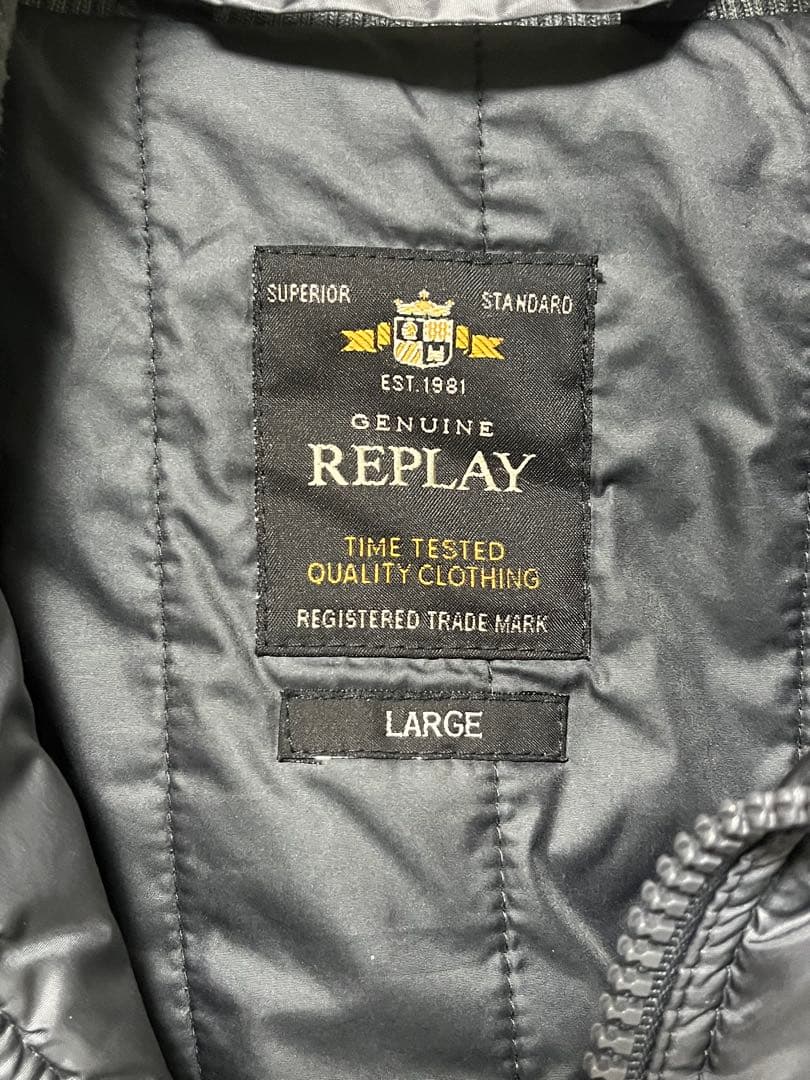 SUPERIOR STANDARD
EST. 1981
GENUINE
REPLAY
TIME TESTED
QUALITY CLOTHING
REGISTERED TRADE MARK
LARGE